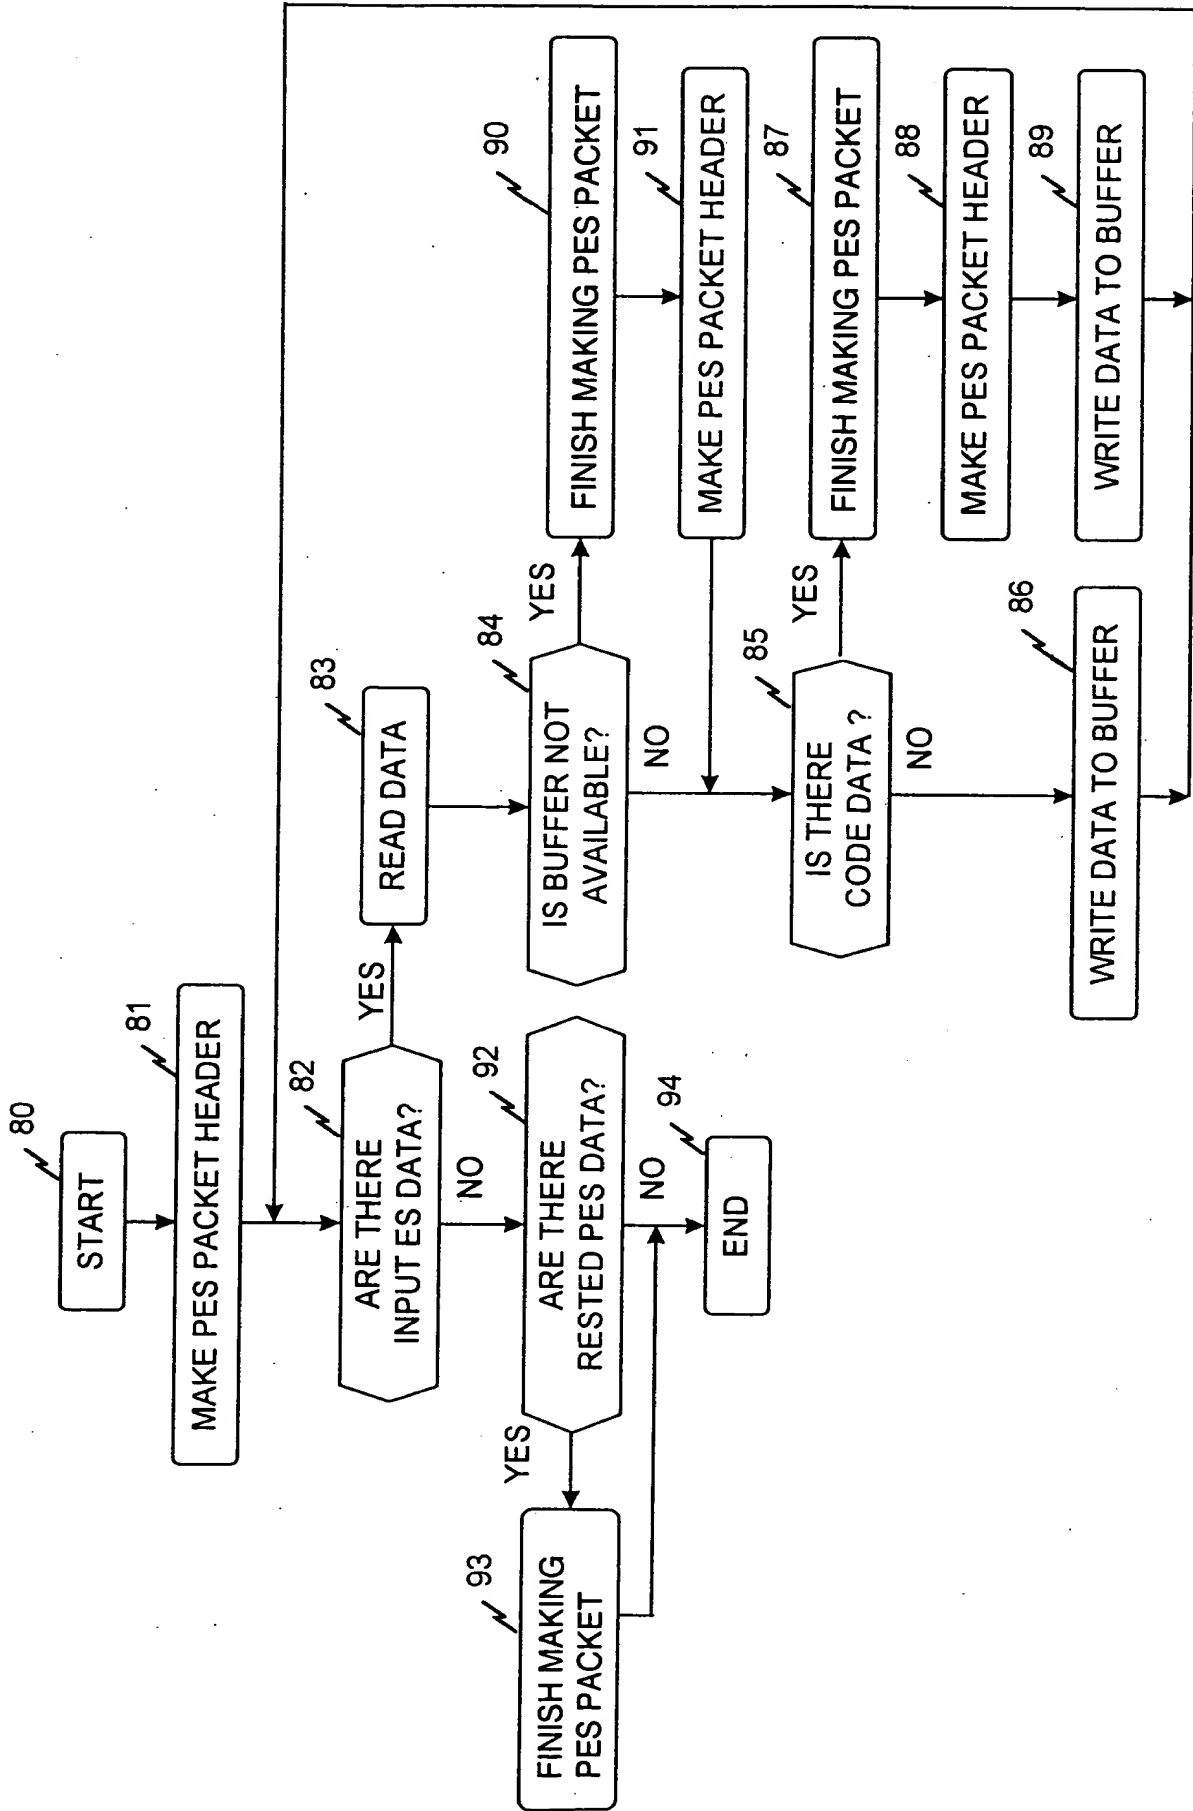 80
START
81
MAKE PES PACKET HEADER
82
ARE THERE
INPUT ES DATA?
YES
NO
83
READ DATA
84
IS BUFFER NOT
AVAILABLE?
YES
NO
90
FINISH MAKING PES PACKET
91
MAKE PES PACKET HEADER
85
IS THERE
CODE DATA ?
YES
NO
87
FINISH MAKING PES PACKET
88
MAKE PES PACKET HEADER
89
WRITE DATA TO BUFFER
86
WRITE DATA TO BUFFER
92
ARE THERE
RESTED PES DATA?
YES
NO
93
FINISH MAKING
PES PACKET
94
END